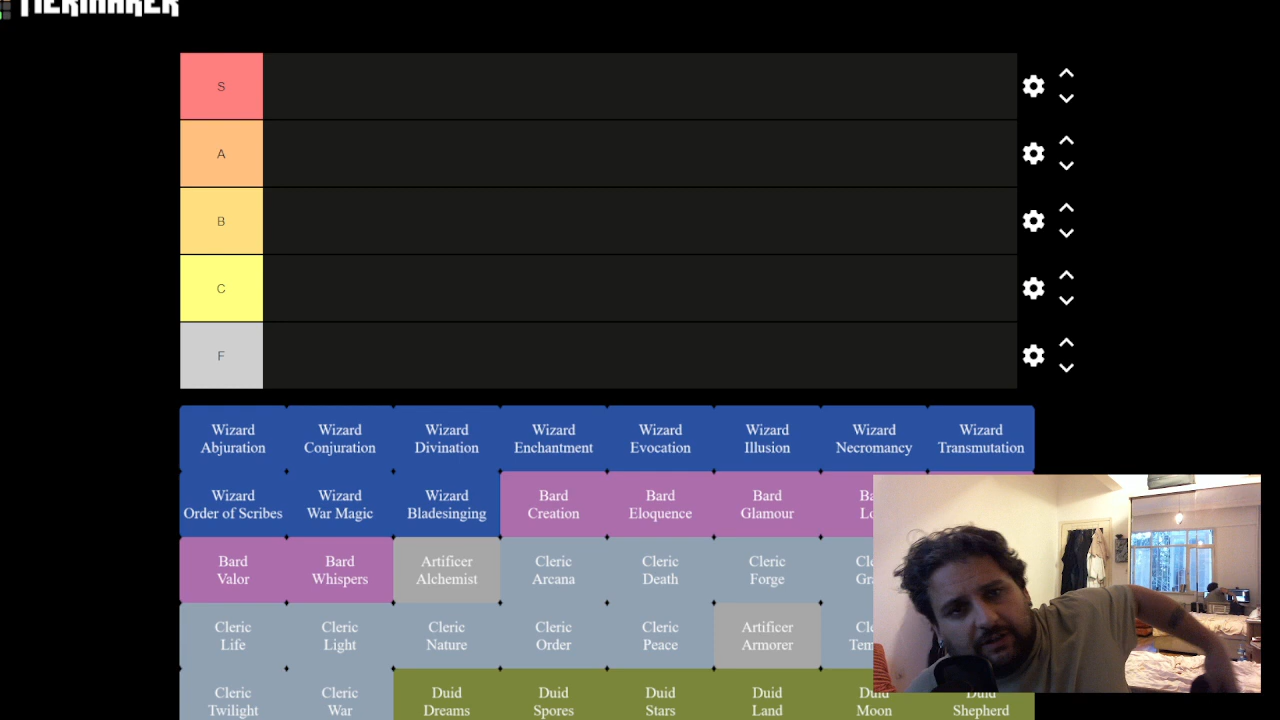 TIERMAKER
S
A
B
C
F
Wizard Abjuration
Wizard Conjuration
Wizard Divination
Wizard Enchantment
Wizard Evocation
Wizard Illusion
Wizard Necromancy
Wizard Transmutation
Wizard Order of Scribes
Wizard War Magic
Wizard Bladesinging
Bard Creation
Bard Eloquence
Bard Glamour
Bard Valor
Bard Whispers
Artificer Alchemist
Cleric Arcana
Cleric Death
Cleric Forge
Cleric Life
Cleric Light
Cleric Nature
Cleric Order
Cleric Peace
Artificer Armorer
Cleric Twilight
Cleric War
Duid Dreams
Duid Spores
Duid Stars
Duid Land
Duid Moon
Duid Shepherd